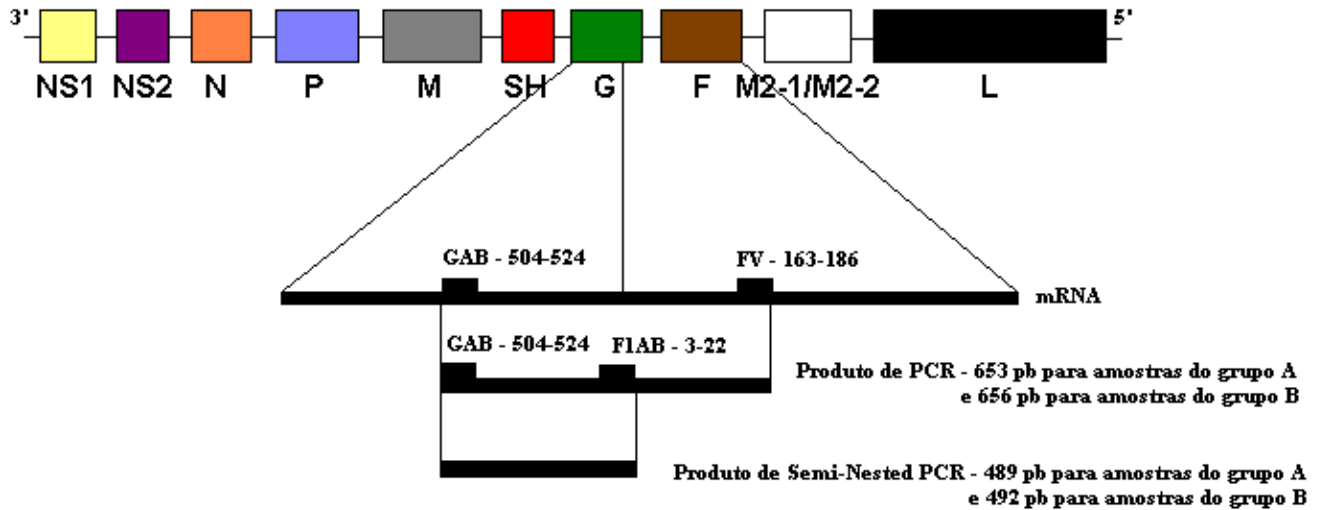 3' 5'
NS1 NS2 N P M SH G F M2-1/M2-2 L
GAB - 504-524 FV - 163-186
mRNA
GAB - 504-524 F1AB - 3-22
Produto de PCR - 653 pb para amostras do grupo A
e 656 pb para amostras do grupo B
Produto de Semi-Nested PCR - 489 pb para amostras do grupo A
e 492 pb para amostras do grupo B